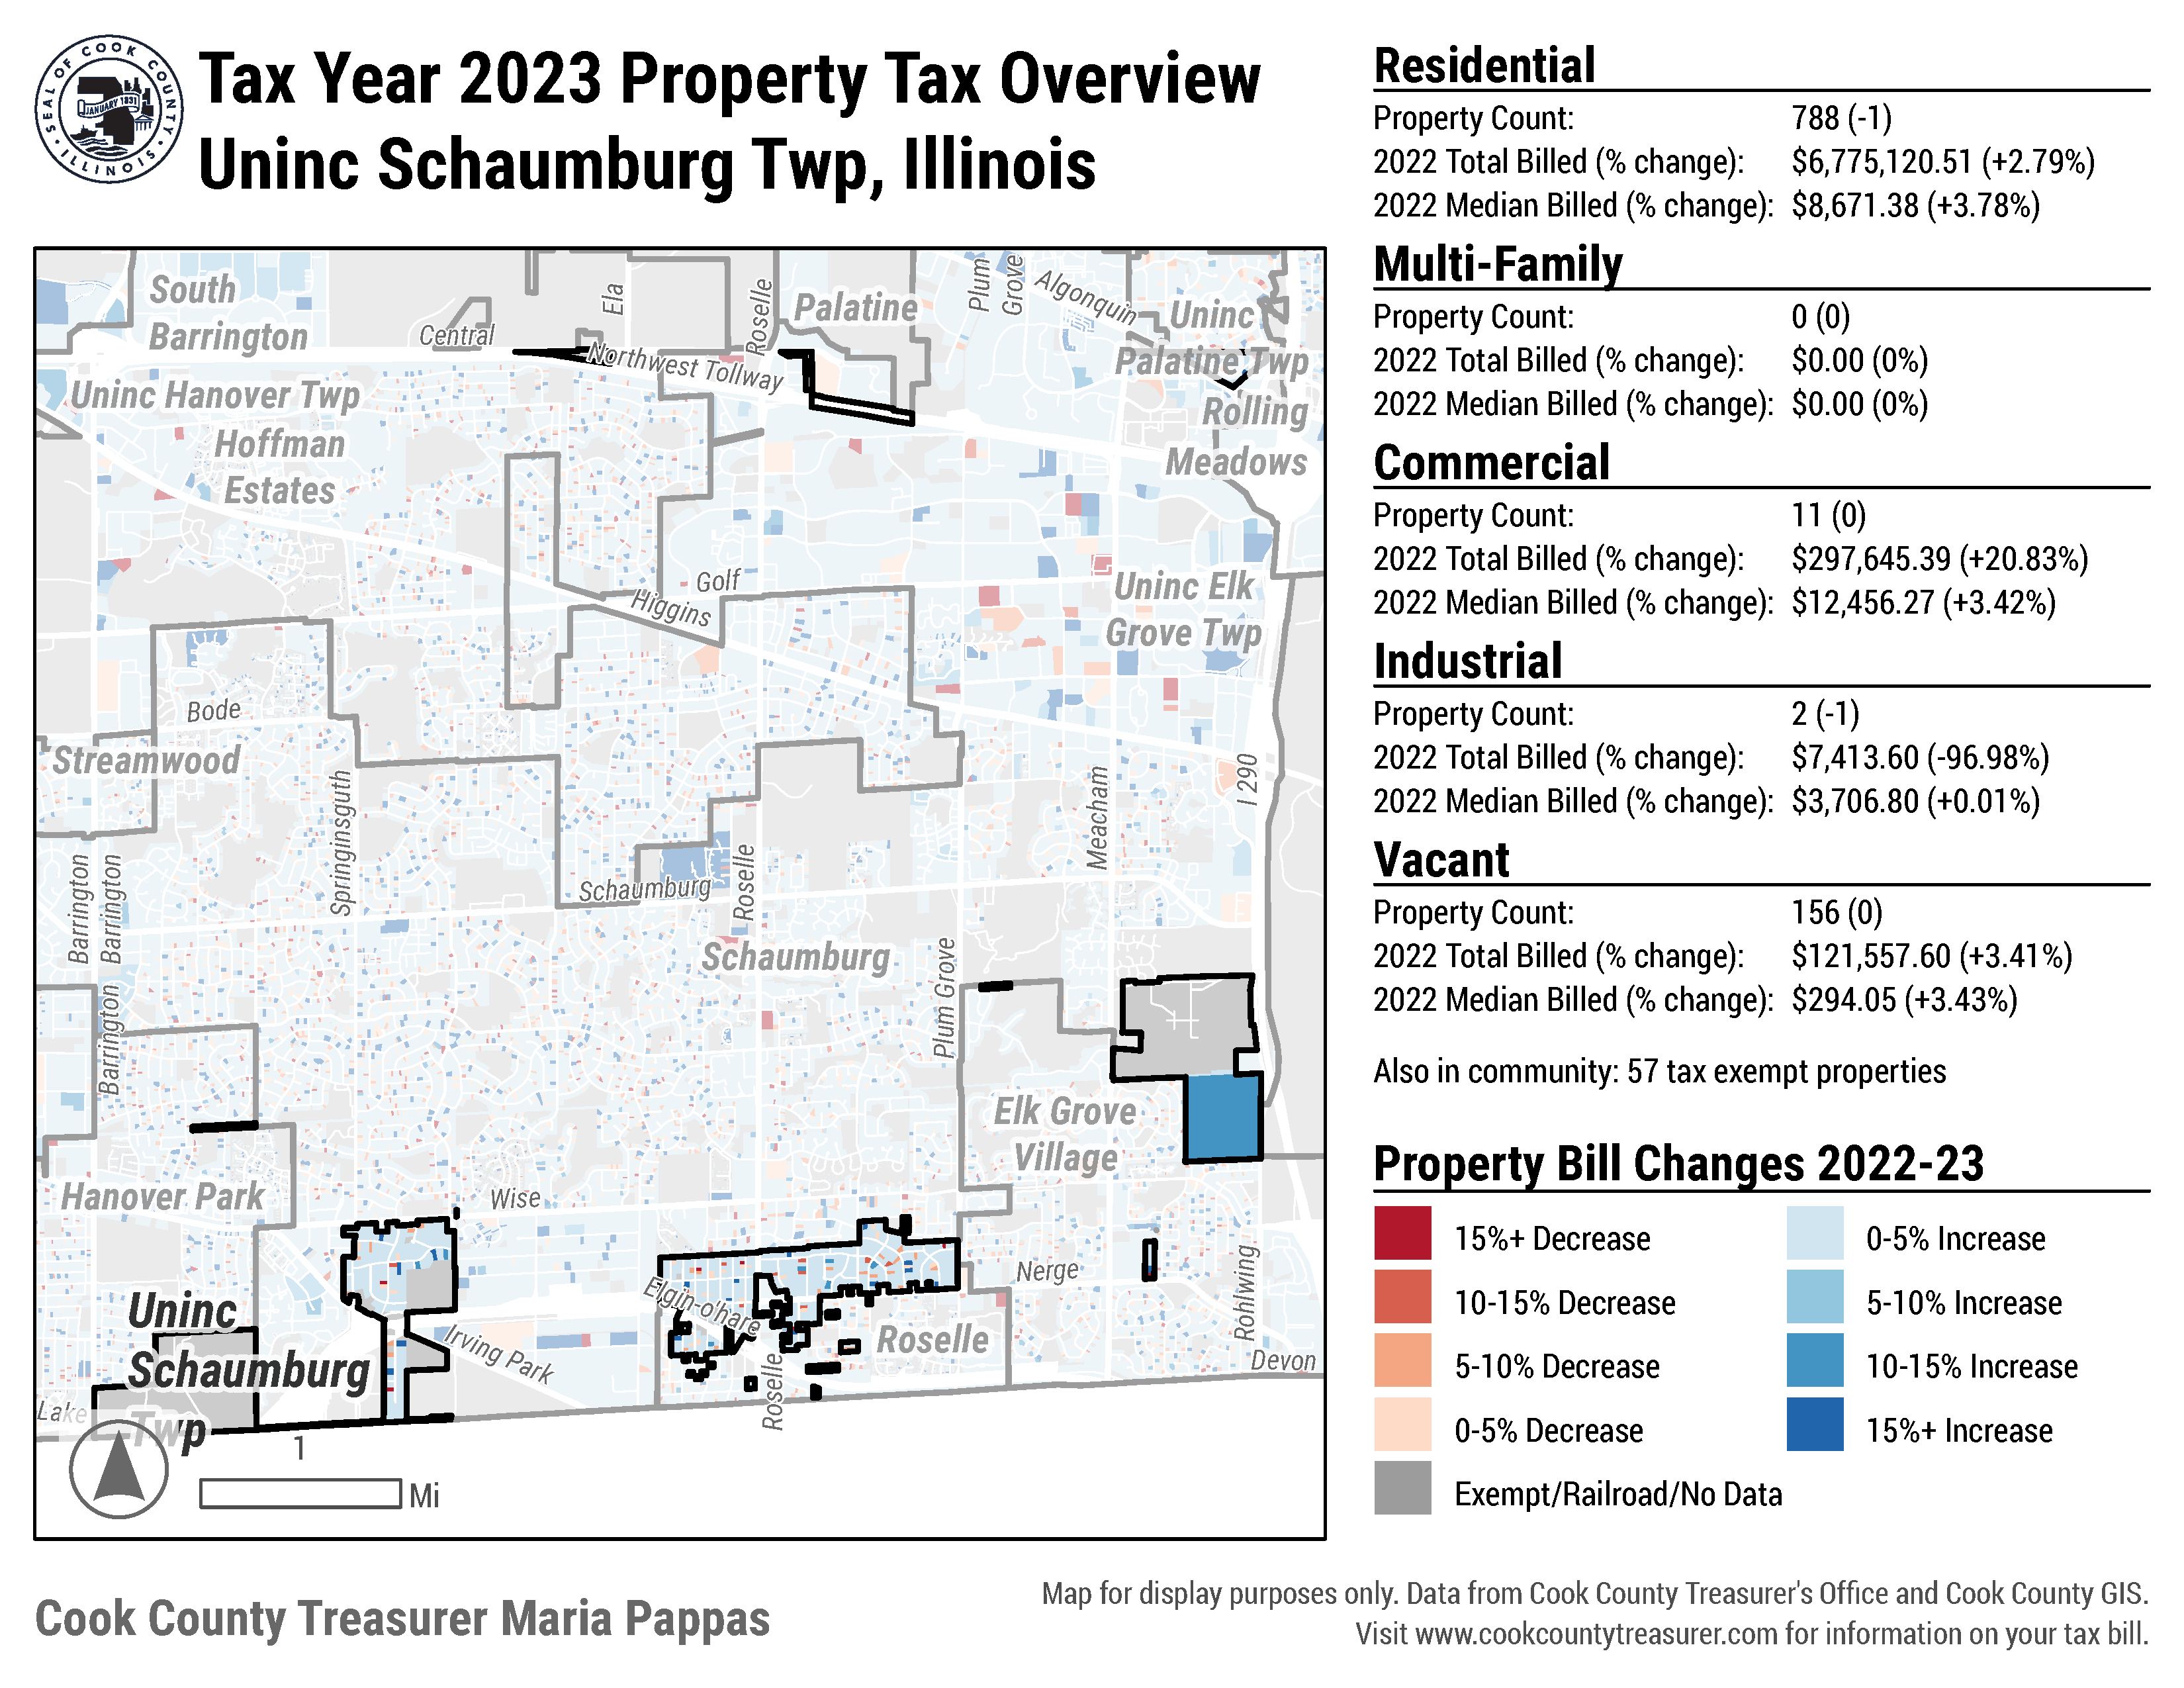 SEAL OF COOK COUNTY
JANUARY 1831
ILLINOIS
Tax Year 2023 Property Tax Overview
Uninc Schaumburg Twp, Illinois
South
Barrington
Central
Ela
Roselle
Palatine
Plum
Grove
Algonquin
Uninc
Palatine Twp
Northwest Tollway
Uninc Hanover Twp
Rolling
Meadows
Hoffman
Estates
Golf
Higgins
Uninc Elk
Grove Twp
Bode
Streamwood
Springinsguth
Meacham
I 290
Barrington
Barrington
Schaumburg
Roselle
Schaumburg
Plum Grove
Barrington
Elk Grove
Village
Hanover Park
Wise
Nerge
Rohlwing
Elgin-o'hare
Uninc
Schaumburg
Twp
Irving Park
Roselle
Roselle
Devon
Lake
1
Mi
Residential
Property Count: 788 (-1)
2022 Total Billed (% change): $6,775,120.51 (+2.79%)
2022 Median Billed (% change): $8,671.38 (+3.78%)
Multi-Family
Property Count: 0 (0)
2022 Total Billed (% change): $0.00 (0%)
2022 Median Billed (% change): $0.00 (0%)
Commercial
Property Count: 11 (0)
2022 Total Billed (% change): $297,645.39 (+20.83%)
2022 Median Billed (% change): $12,456.27 (+3.42%)
Industrial
Property Count: 2 (-1)
2022 Total Billed (% change): $7,413.60 (-96.98%)
2022 Median Billed (% change): $3,706.80 (+0.01%)
Vacant
Property Count: 156 (0)
2022 Total Billed (% change): $121,557.60 (+3.41%)
2022 Median Billed (% change): $294.05 (+3.43%)
Also in community: 57 tax exempt properties
Property Bill Changes 2022-23
15%+ Decrease
10-15% Decrease
5-10% Decrease
0-5% Decrease
Exempt/Railroad/No Data
0-5% Increase
5-10% Increase
10-15% Increase
15%+ Increase
Cook County Treasurer Maria Pappas
Map for display purposes only. Data from Cook County Treasurer's Office and Cook County GIS.
Visit www.cookcountytreasurer.com for information on your tax bill.